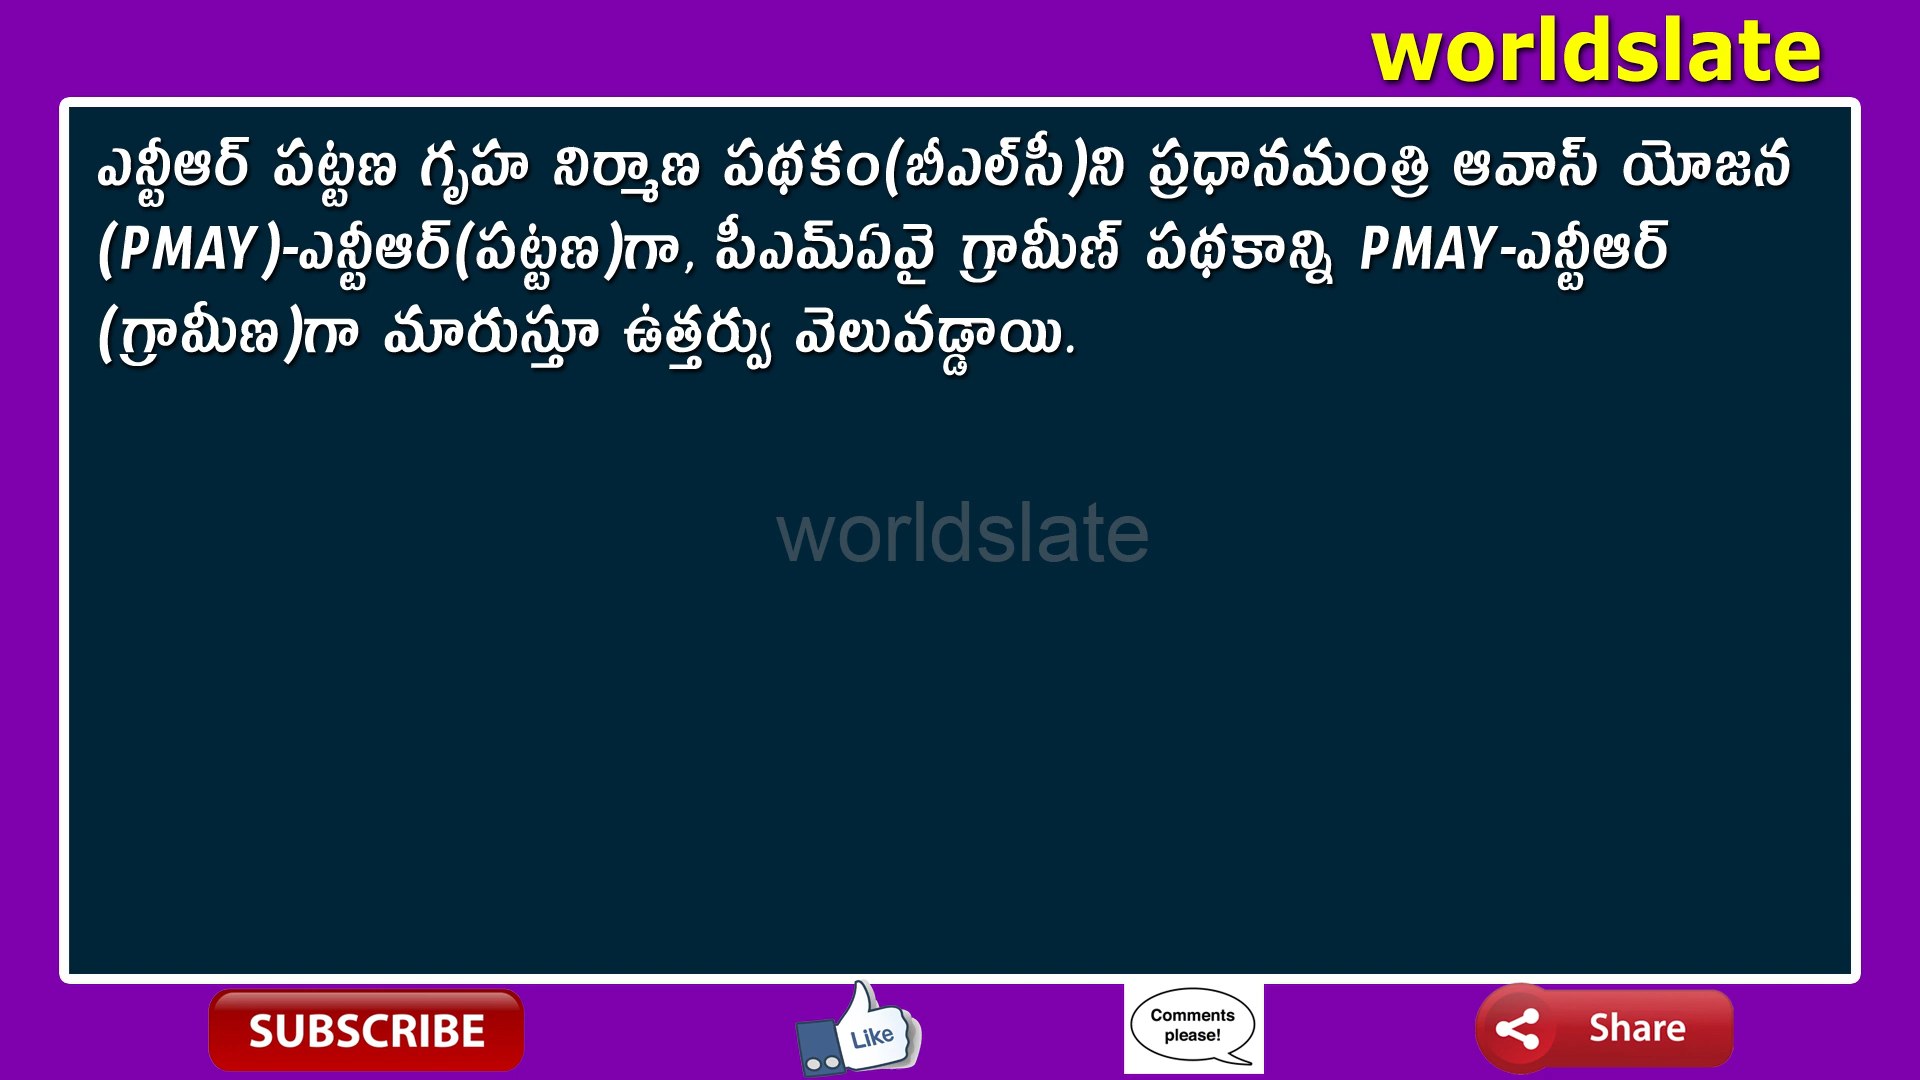 worldslate
ఎన్టీఆర్ పట్టణ గృహ నిర్మాణ పథకం(బీఎల్‌సీ)ని ప్రధానమంత్రి ఆవాస్ యోజన
(PMAY)-ఎన్టీఆర్(పట్టణ)గా, పీఎమ్ఏవై గ్రామీణ్ పథకాన్ని PMAY-ఎన్టీఆర్
(గ్రామీణ)గా మారుస్తూ ఉత్తర్వు వెలువడ్డాయి.
worldslate
SUBSCRIBE
Like
Comments
please!
Share